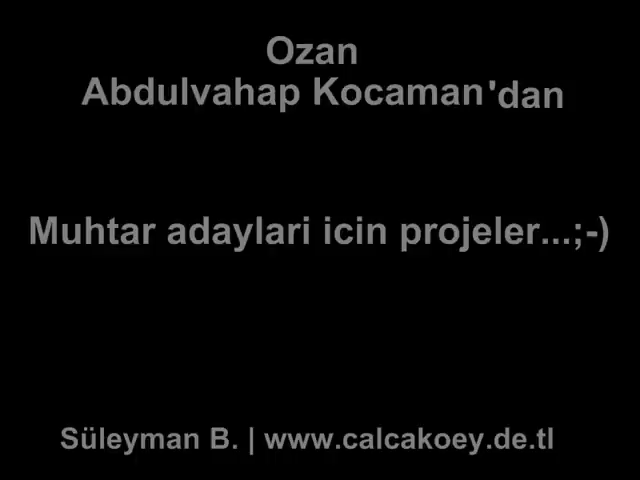 Ozan
Abdulvahap Kocaman'dan
Muhtar adaylari icin projeler...;-)
Süleyman B. | www.calcakoey.de.tl